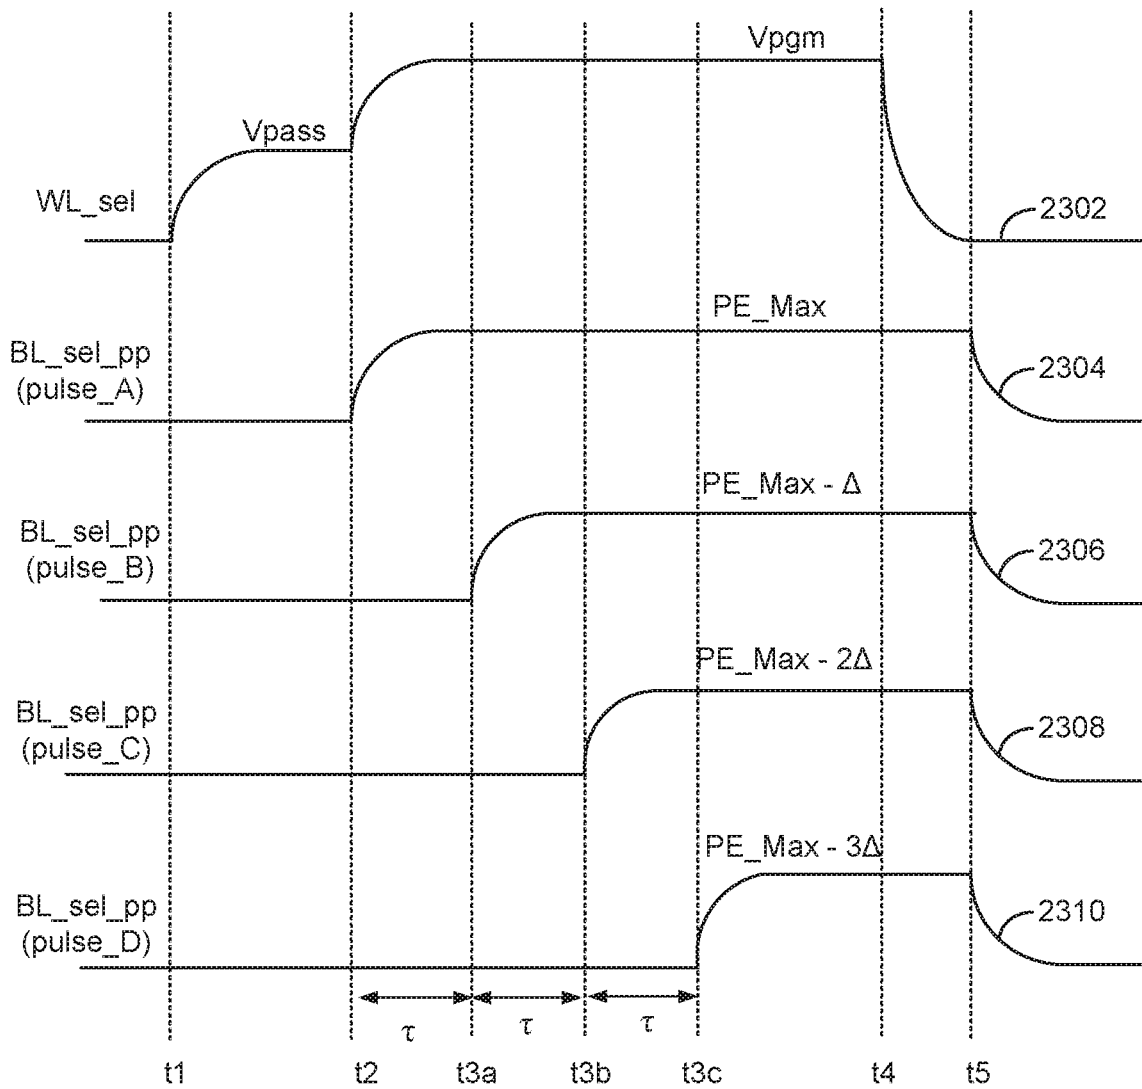 Vpgm
Vpass
WL_sel
2302
PE_Max
BL_sel_pp
(pulse_A)
2304
PE_Max - Δ
BL_sel_pp
(pulse_B)
2306
PE_Max - 2Δ
BL_sel_pp
(pulse_C)
2308
PE_Max - 3Δ
BL_sel_pp
(pulse_D)
2310
τ τ τ
t1 t2 t3a t3b t3c t4 t5